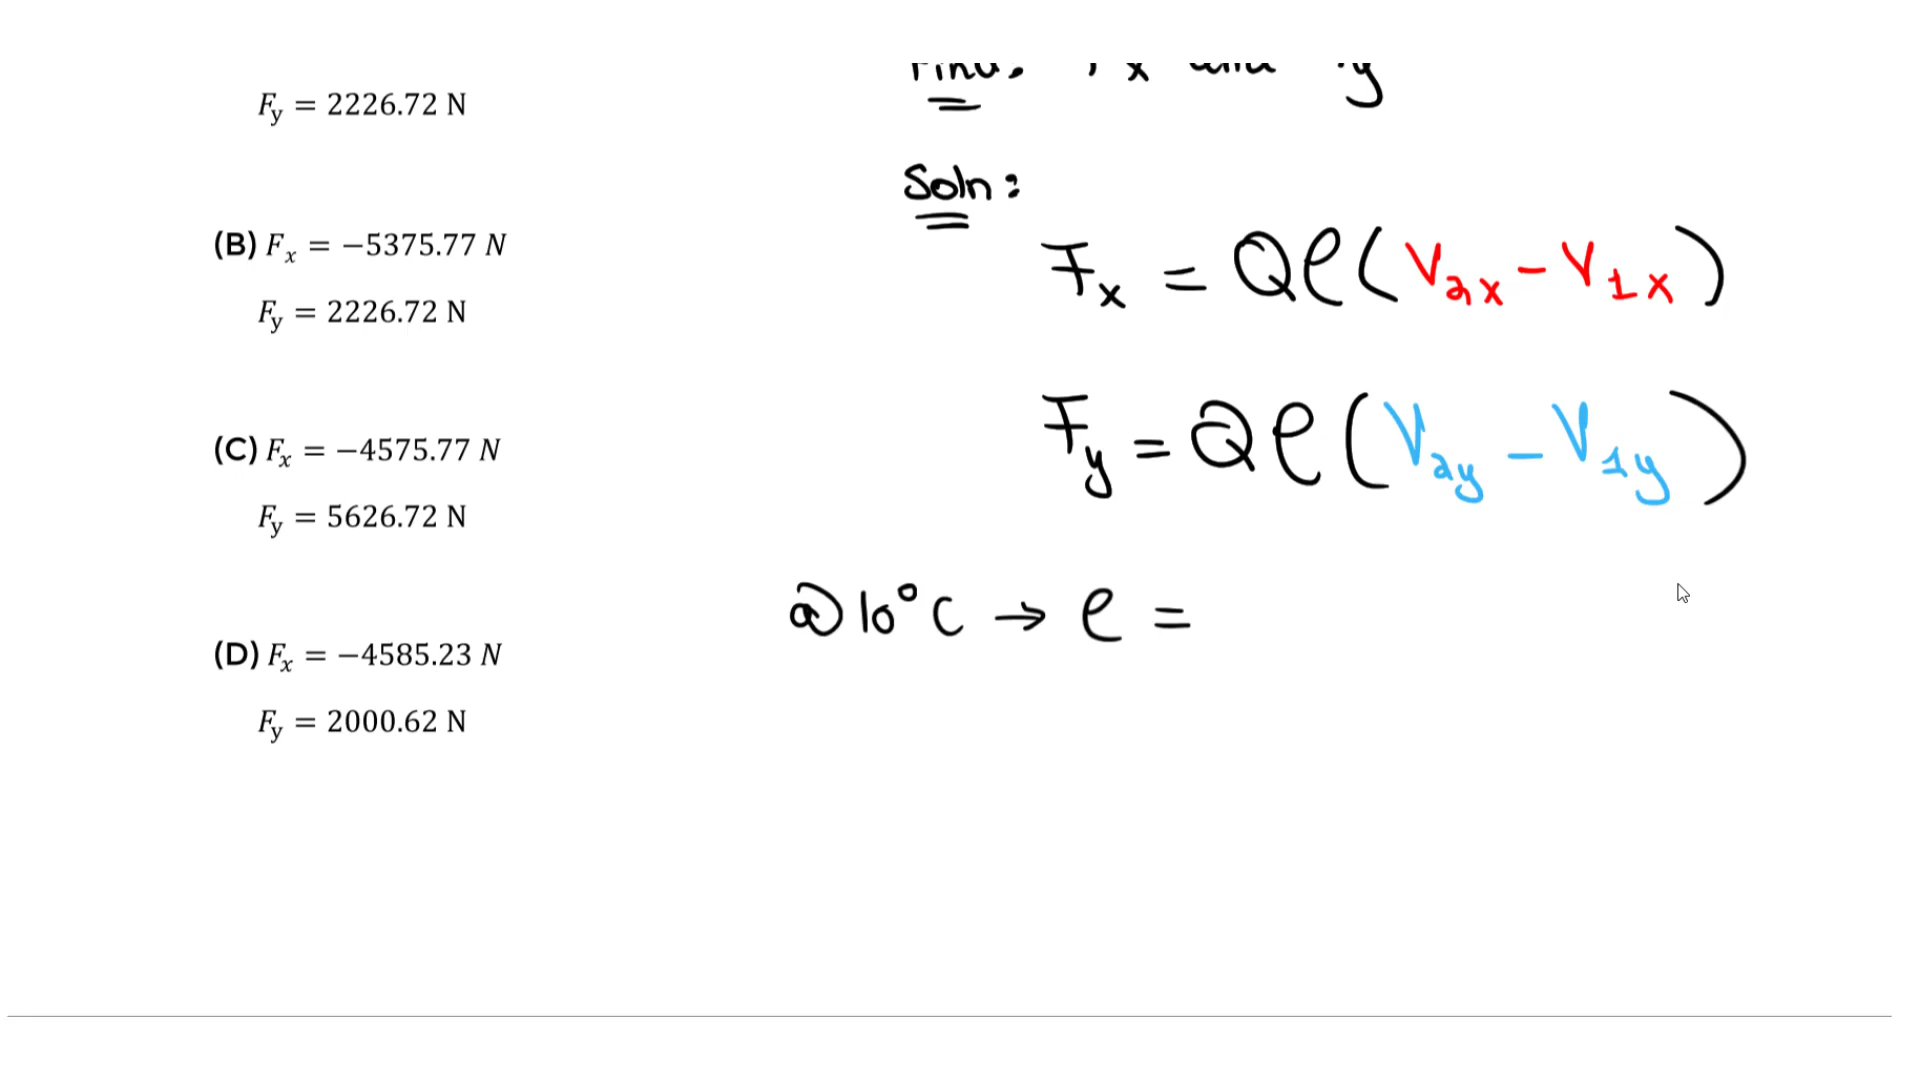 F_y = 2226.72 N
(B) F_x = −5375.77 N
F_y = 2226.72 N
(C) F_x = −4575.77 N
F_y = 5626.72 N
(D) F_x = −4585.23 N
F_y = 2000.62 N
Soln:
F_x = Qρ(V_2x − V_1x)
F_y = Qρ(V_2y − V_1y)
@10°C → ρ =